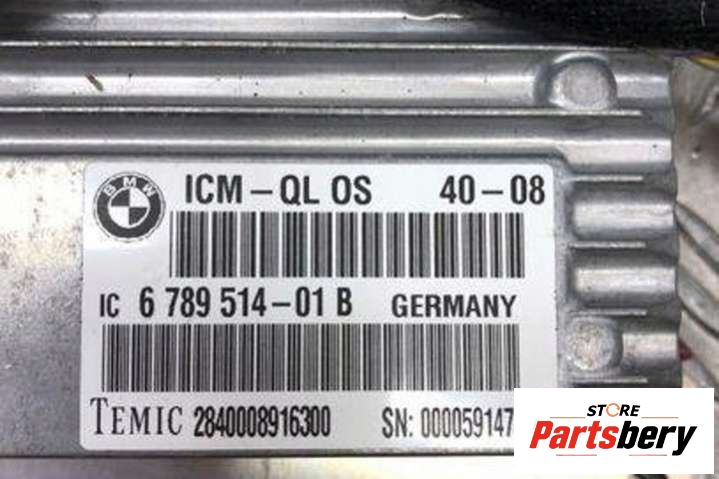 BMW
ICM-QL OS 40-08
IC 6 789 514-01 B GERMANY
TEMIC 2840008916300 SN: 000059147
STORE
Partsbery